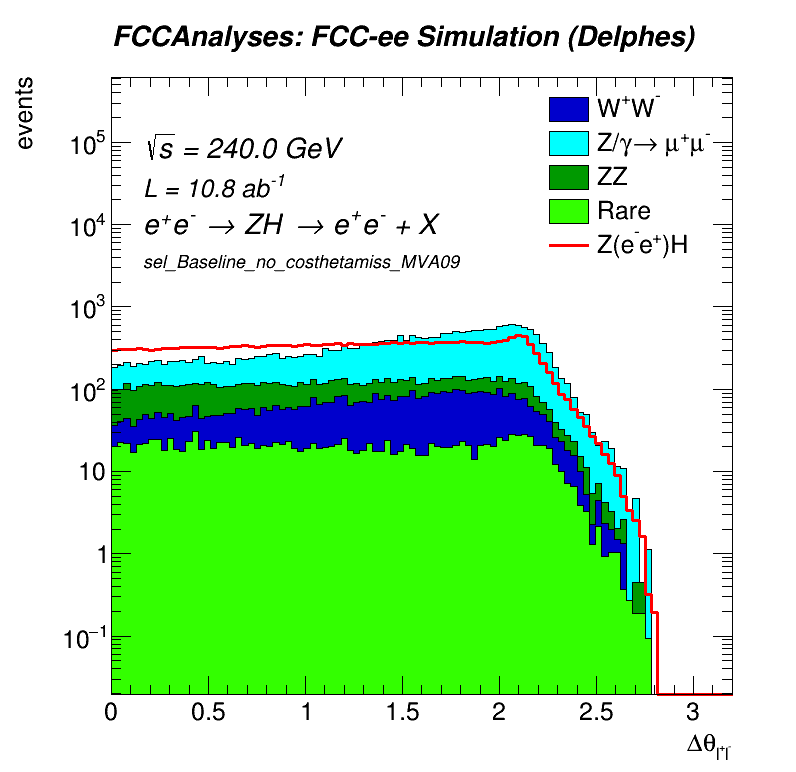 FCCAnalyses: FCC-ee Simulation (Delphes)
events
√s = 240.0 GeV
L = 10.8 ab⁻¹
e⁺e⁻ → ZH → e⁺e⁻ + X
sel_Baseline_no_costhetamiss_MVA09
W⁺W⁻
Z/γ→ μ⁺μ⁻
ZZ
Rare
Z(e⁻e⁺)H
10⁵
10⁴
10³
10²
10
1
10⁻¹
0 0.5 1 1.5 2 2.5 3
Δθ_l⁺l⁻